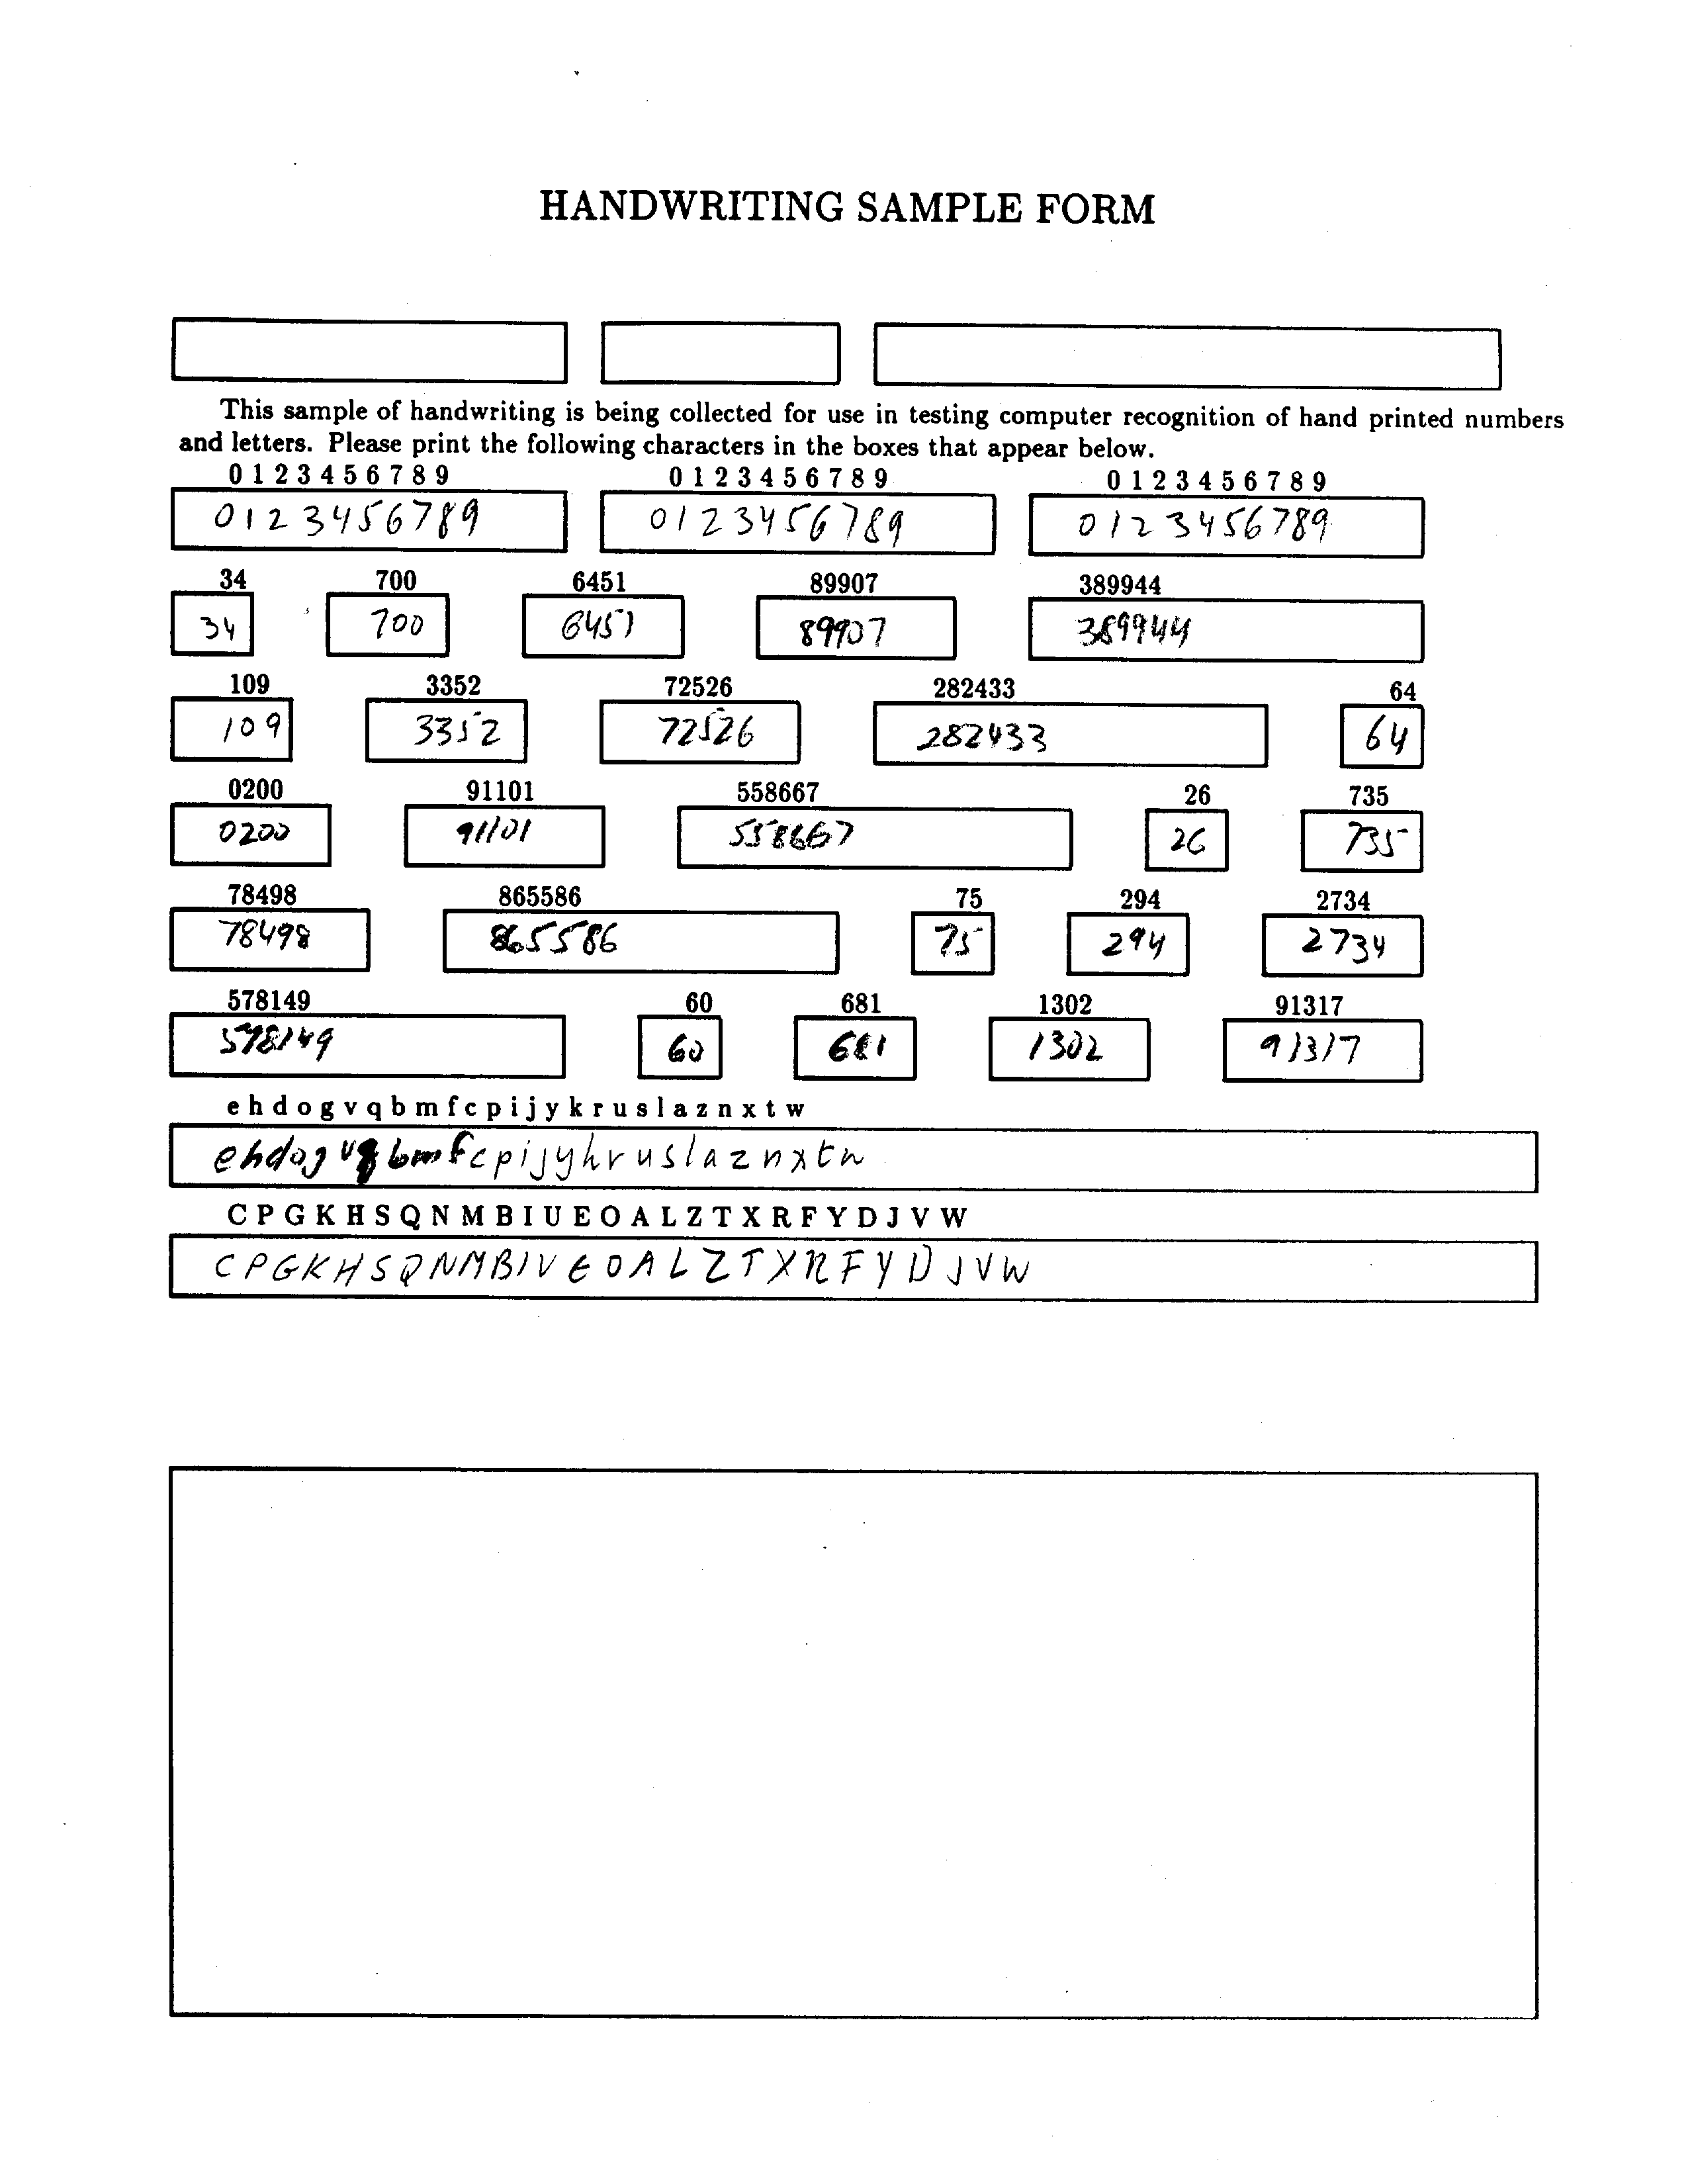 HANDWRITING SAMPLE FORM
This sample of handwriting is being collected for use in testing computer recognition of hand printed numbers
and letters. Please print the following characters in the boxes that appear below.
0 1 2 3 4 5 6 7 8 9 0 1 2 3 4 5 6 7 8 9 0 1 2 3 4 5 6 7 8 9
0123456789 0123456789 0123456789
34 700 6451 89907 389944
34 700 6451 89907 389944
109 3352 72526 282433 64
109 3352 72526 282433 64
0200 91101 558667 26 735
0200 91101 558667 26 735
78498 865586 75 294 2734
78498 865586 75 294 2734
578149 60 681 1302 91317
578149 60 681 1302 91317
e h d o g v q b m f c p i j y k r u s l a z n x t w
ehdogvqbmfcpijyhruslaznxtw
C P G K H S Q N M B I U E O A L Z T X R F Y D J V W
CPGKHSQNMBIVEOALZTXRFYDJVW